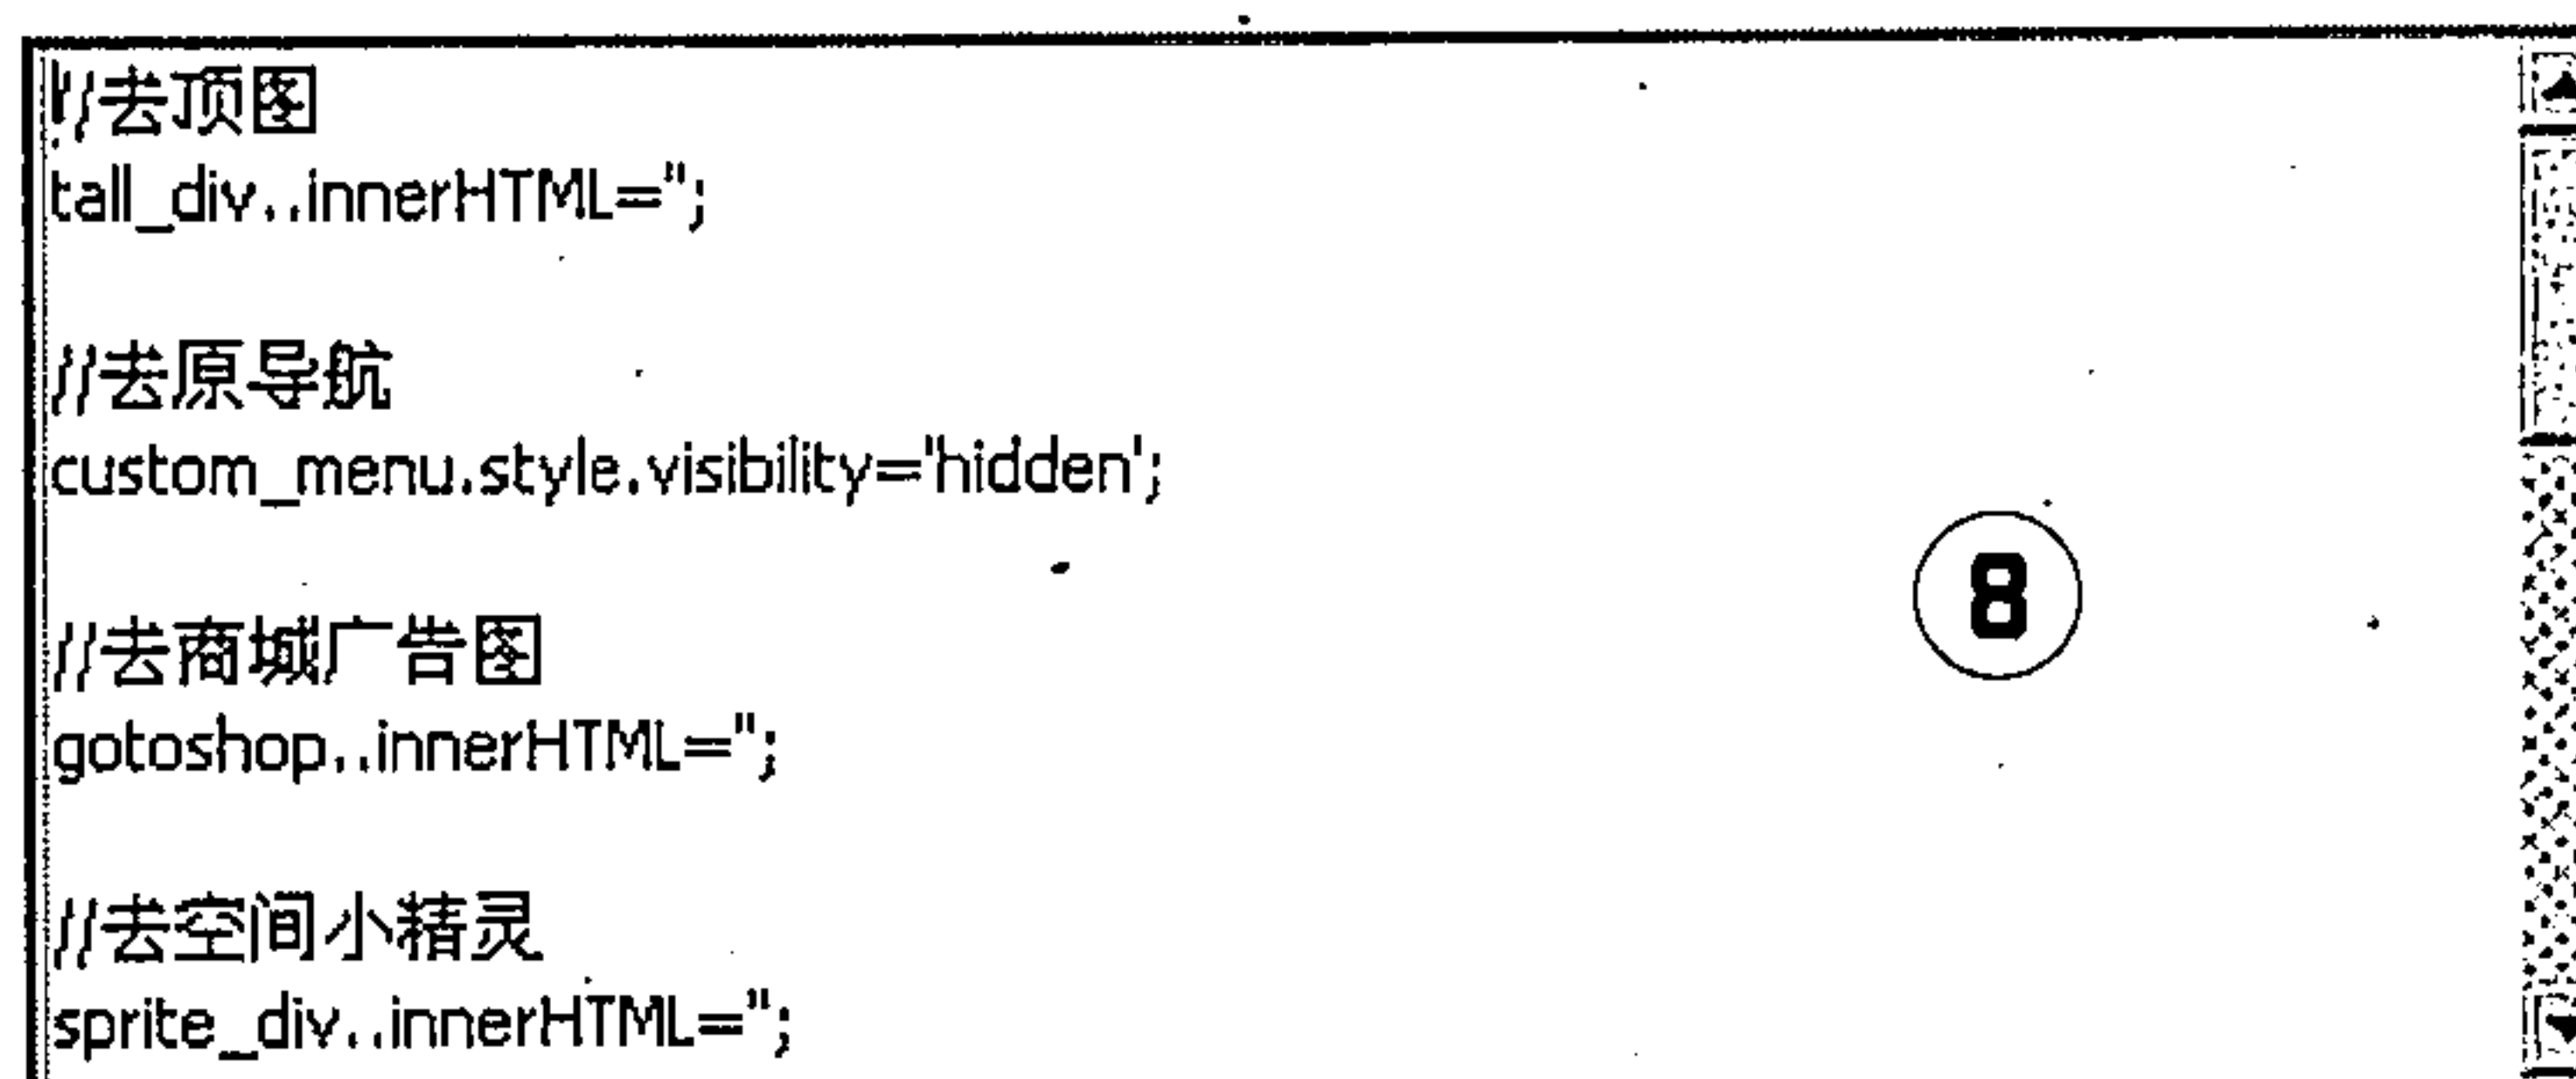 //去顶图
tall_div..innerHTML='';
//去原导航
custom_menu.style.visibility='hidden';
8
//去商城广告图
gotoshop..innerHTML='';
//去空间小精灵
sprite_div..innerHTML='';